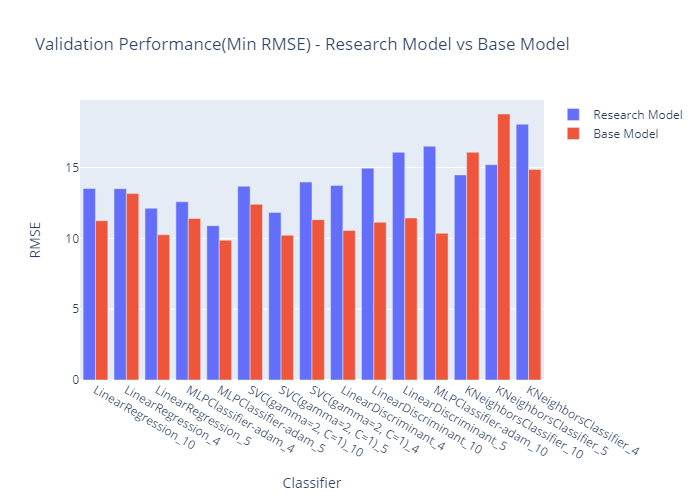 Validation Performance(Min RMSE) - Research Model vs Base Model
Research Model
Base Model
15
10
5
0
RMSE
LinearRegression_10
LinearRegression_4
LinearRegression_5
MLPClassifier-adam_4
MLPClassifier-adam_5
SVC(gamma=2, C=1)_10
SVC(gamma=2, C=1)_5
SVC(gamma=2, C=1)_4
LinearDiscriminant_4
LinearDiscriminant_10
LinearDiscriminant_5
MLPClassifier-adam_10
KNeighborsClassifier_10
KNeighborsClassifier_5
KNeighborsClassifier_4
Classifier